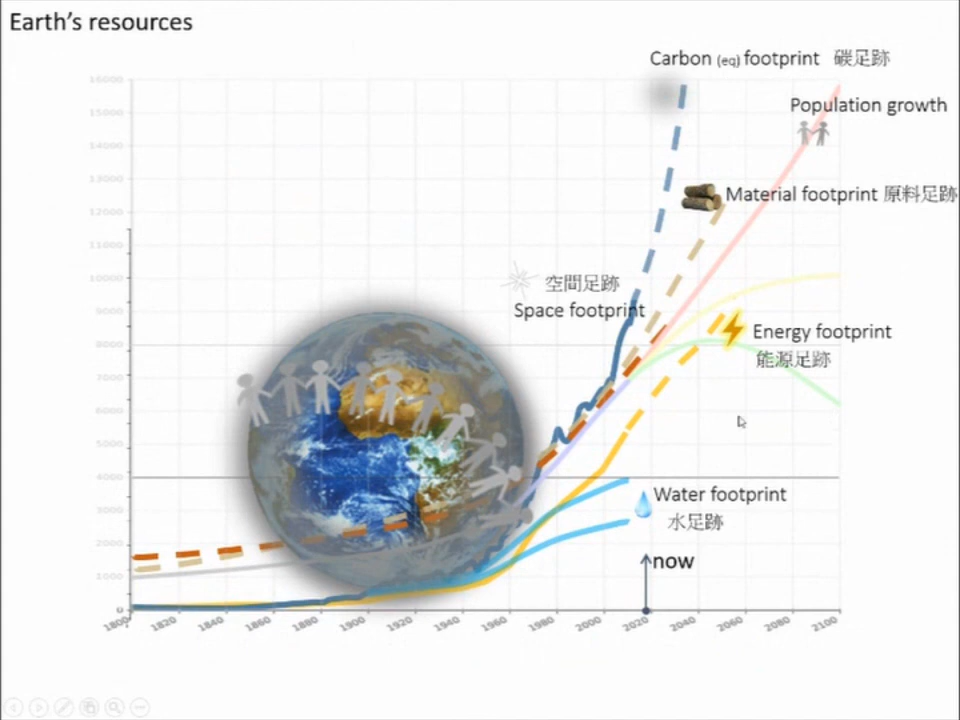 Earth's resources
Carbon (eq) footprint 碳足跡
Population growth
Material footprint 原料足跡
空間足跡
Space footprint
Energy footprint
能源足跡
Water footprint
水足跡
now
16000
15000
14000
13000
12000
11000
10000
9000
8000
7000
6000
5000
4000
3000
2000
1000
0
1800 1820 1840 1860 1880 1900 1920 1940 1960 1980 2000 2020 2040 2060 2080 2100